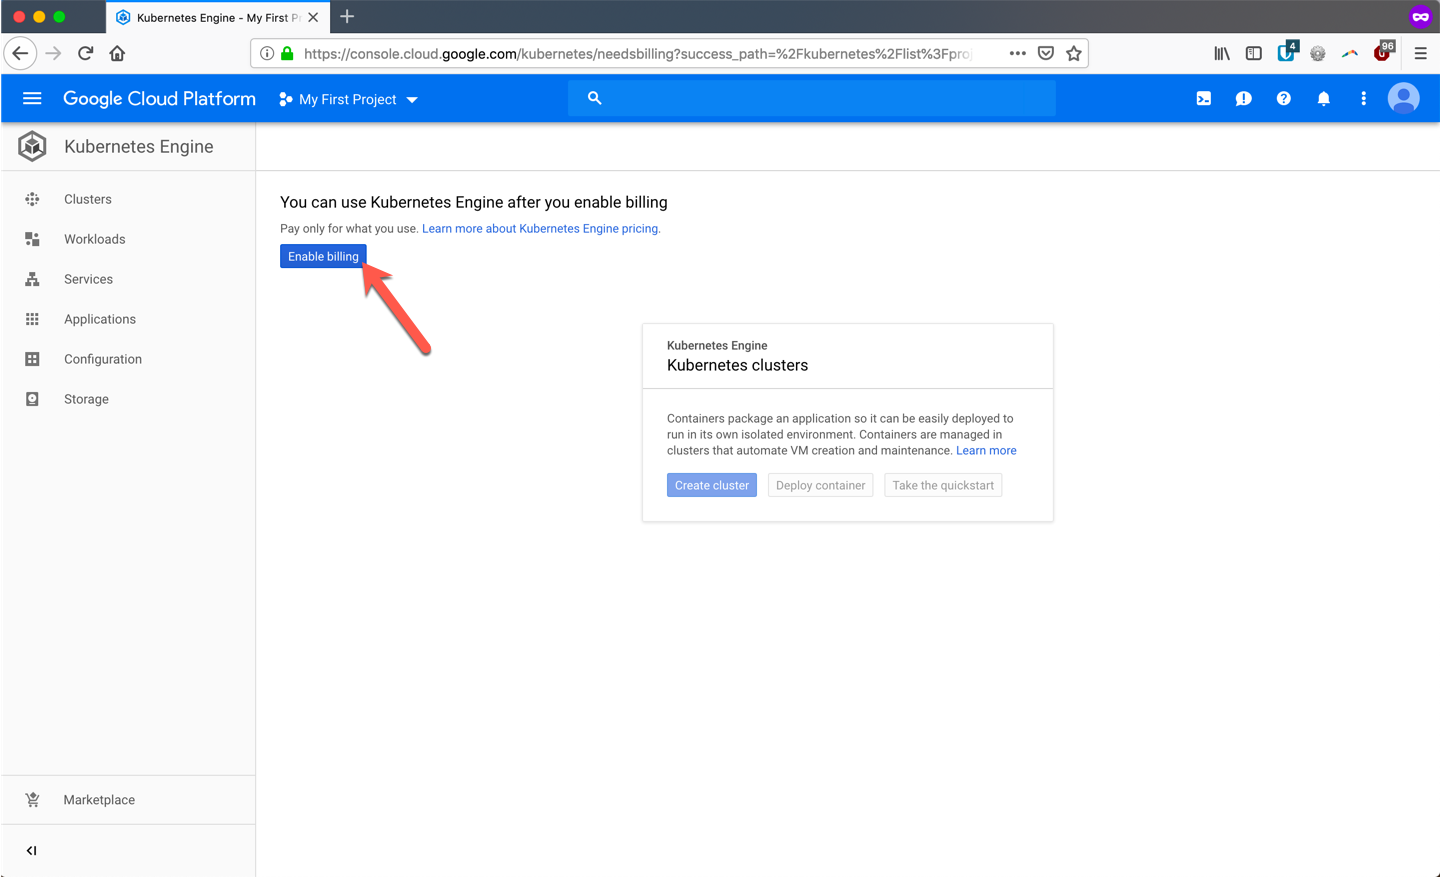 Kubernetes Engine - My First Pr
https://console.cloud.google.com/kubernetes/needsbilling?success_path=%2Fkubernetes%2Flist%3Fproj
4
96
Google Cloud Platform
My First Project
Kubernetes Engine
Clusters
Workloads
Services
Applications
Configuration
Storage
Marketplace
You can use Kubernetes Engine after you enable billing
Pay only for what you use. Learn more about Kubernetes Engine pricing.
Enable billing
Kubernetes Engine
Kubernetes clusters
Containers package an application so it can be easily deployed to
run in its own isolated environment. Containers are managed in
clusters that automate VM creation and maintenance. Learn more
Create cluster
Deploy container
Take the quickstart